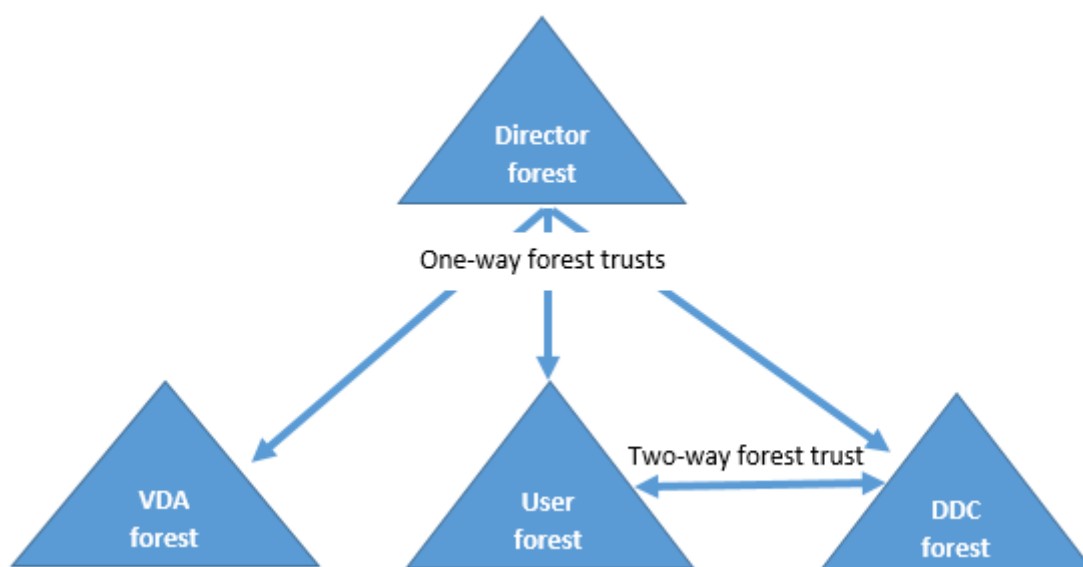 Director
forest
One-way forest trusts
Two-way forest trust
VDA
forest
User
forest
DDC
forest